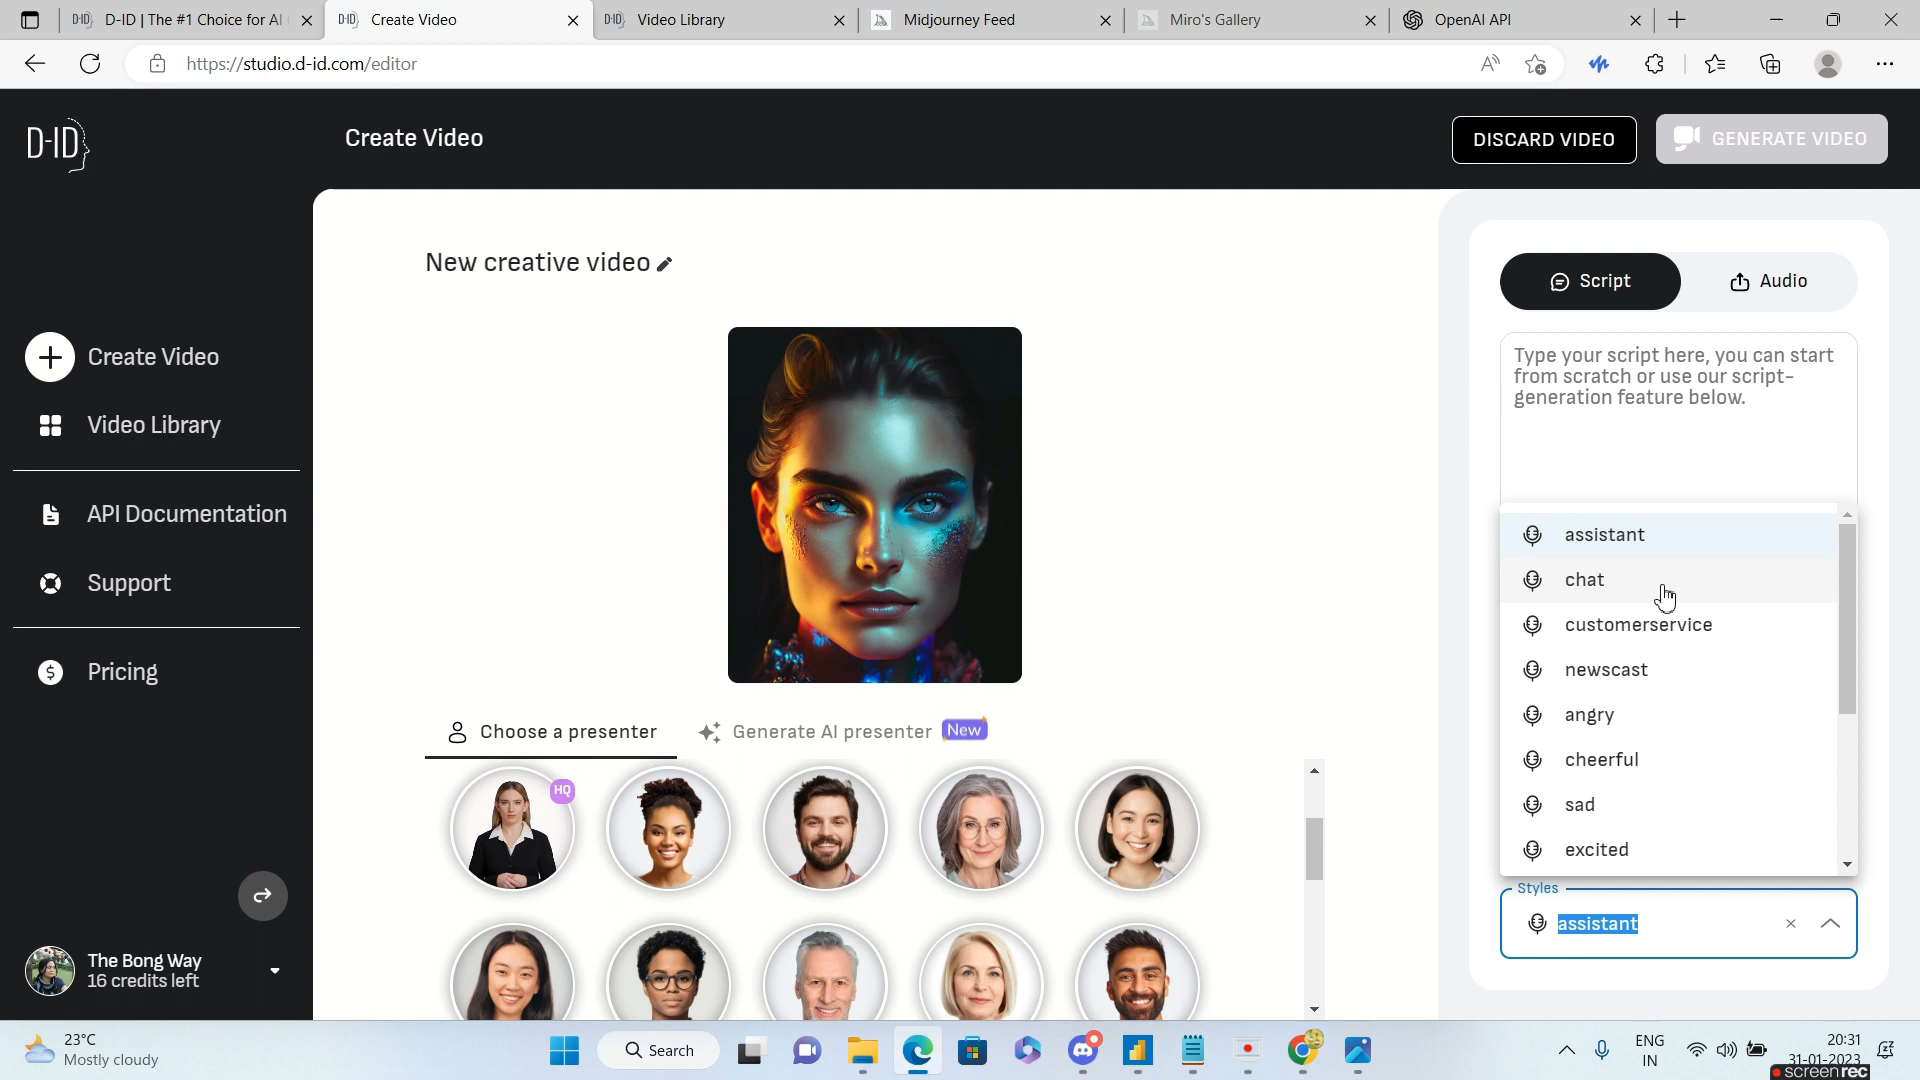 D-ID | The #1 Choice for AI
Create Video
Video Library
Midjourney Feed
Miro's Gallery
OpenAI API
https://studio.d-id.com/editor
D-ID
Create Video
DISCARD VIDEO
GENERATE VIDEO
New creative video
Script
Audio
Type your script here, you can start
from scratch or use our script-
generation feature below.
Create Video
Video Library
API Documentation
Support
Pricing
assistant
chat
customerservice
newscast
angry
cheerful
sad
excited
Styles
assistant
Choose a presenter
Generate AI presenter
New
HQ
The Bong Way
16 credits left
23°C
Mostly cloudy
Search
ENG
IN
20:31
31-01-2023
screenrec